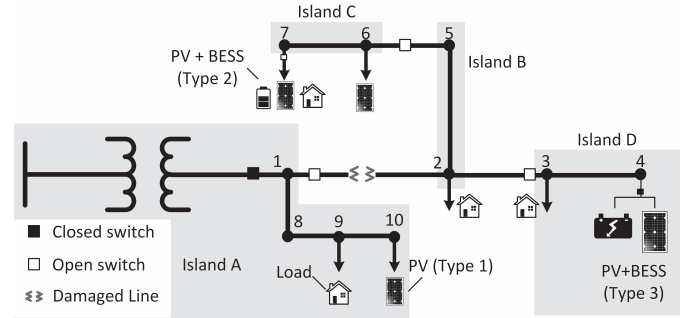 Island C
7
6
5
PV + BESS
(Type 2)
Island B
Island D
1
2
3
4
8
9
10
Closed switch
Open switch
Damaged Line
Island A
Load
PV (Type 1)
PV+BESS
(Type 3)